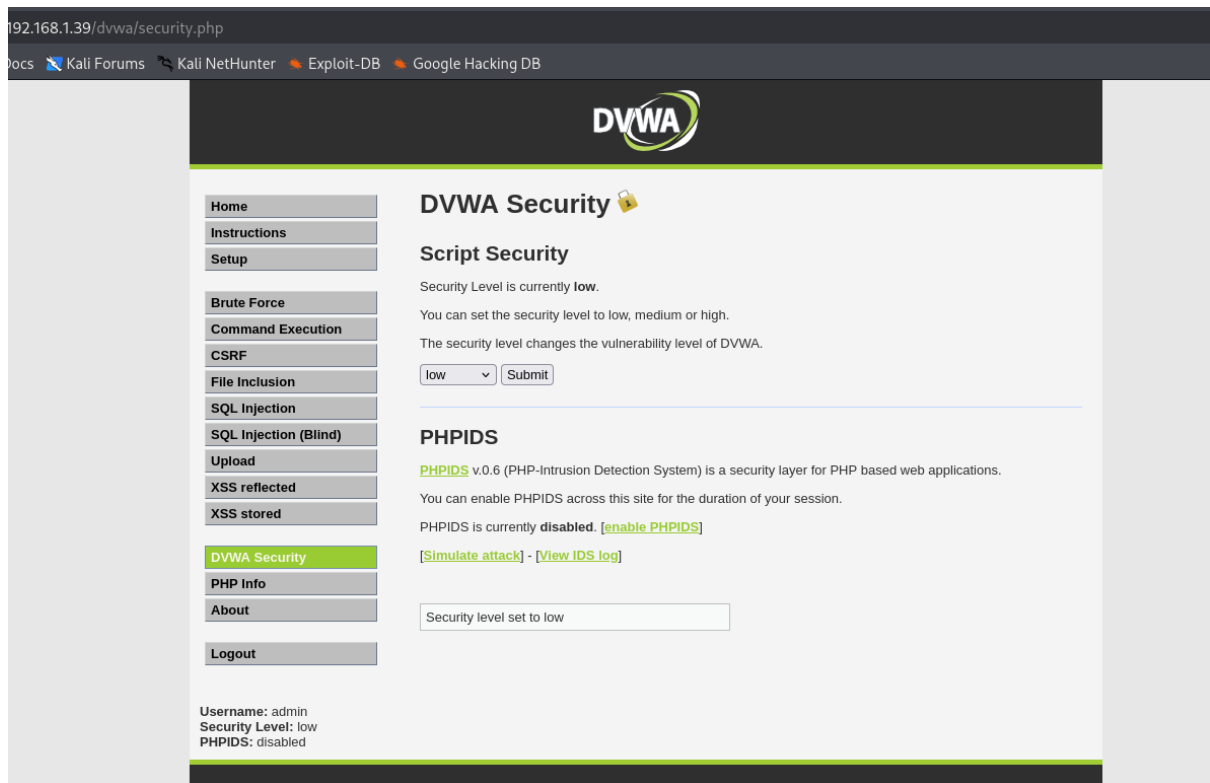 192.168.1.39/dvwa/security.php
Docs Kali Forums Kali NetHunter Exploit-DB Google Hacking DB
DVWA
Home
Instructions
Setup
Brute Force
Command Execution
CSRF
File Inclusion
SQL Injection
SQL Injection (Blind)
Upload
XSS reflected
XSS stored
DVWA Security
PHP Info
About
Logout
Username: admin
Security Level: low
PHPIDS: disabled
DVWA Security
Script Security
Security Level is currently low.
You can set the security level to low, medium or high.
The security level changes the vulnerability level of DVWA.
low Submit
PHPIDS
PHPIDS v.0.6 (PHP-Intrusion Detection System) is a security layer for PHP based web applications.
You can enable PHPIDS across this site for the duration of your session.
PHPIDS is currently disabled. [enable PHPIDS]
[Simulate attack] - [View IDS log]
Security level set to low